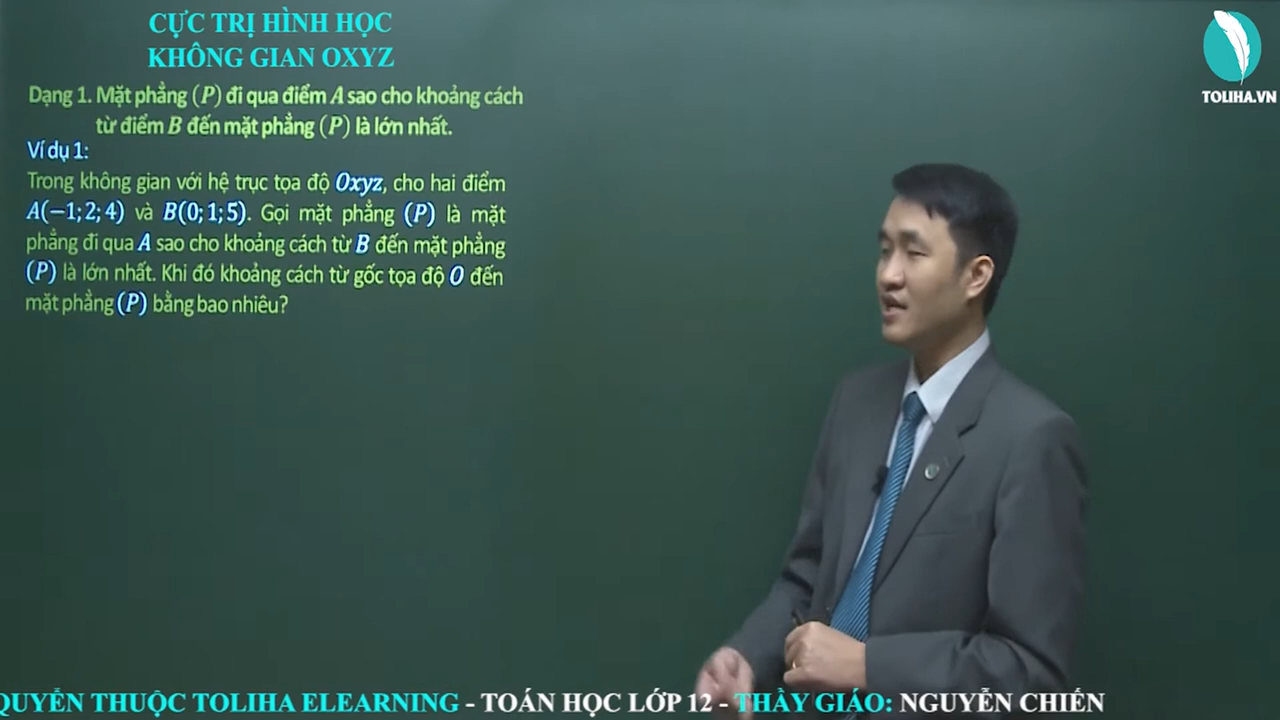 CỰC TRỊ HÌNH HỌC
KHÔNG GIAN OXYZ
TOLIHA.VN
Dạng 1. Mặt phẳng (P) đi qua điểm A sao cho khoảng cách
từ điểm B đến mặt phẳng (P) là lớn nhất.
Ví dụ 1:
Trong không gian với hệ trục tọa độ Oxyz, cho hai điểm
A(−1; 2; 4) và B(0; 1; 5). Gọi mặt phẳng (P) là mặt
phẳng đi qua A sao cho khoảng cách từ B đến mặt phẳng
(P) là lớn nhất. Khi đó khoảng cách từ gốc tọa độ O đến
mặt phẳng (P) bằng bao nhiêu?
QUYỀN THUỘC TOLIHA ELEARNING - TOÁN HỌC LỚP 12 - THẦY GIÁO: NGUYỄN CHIẾN